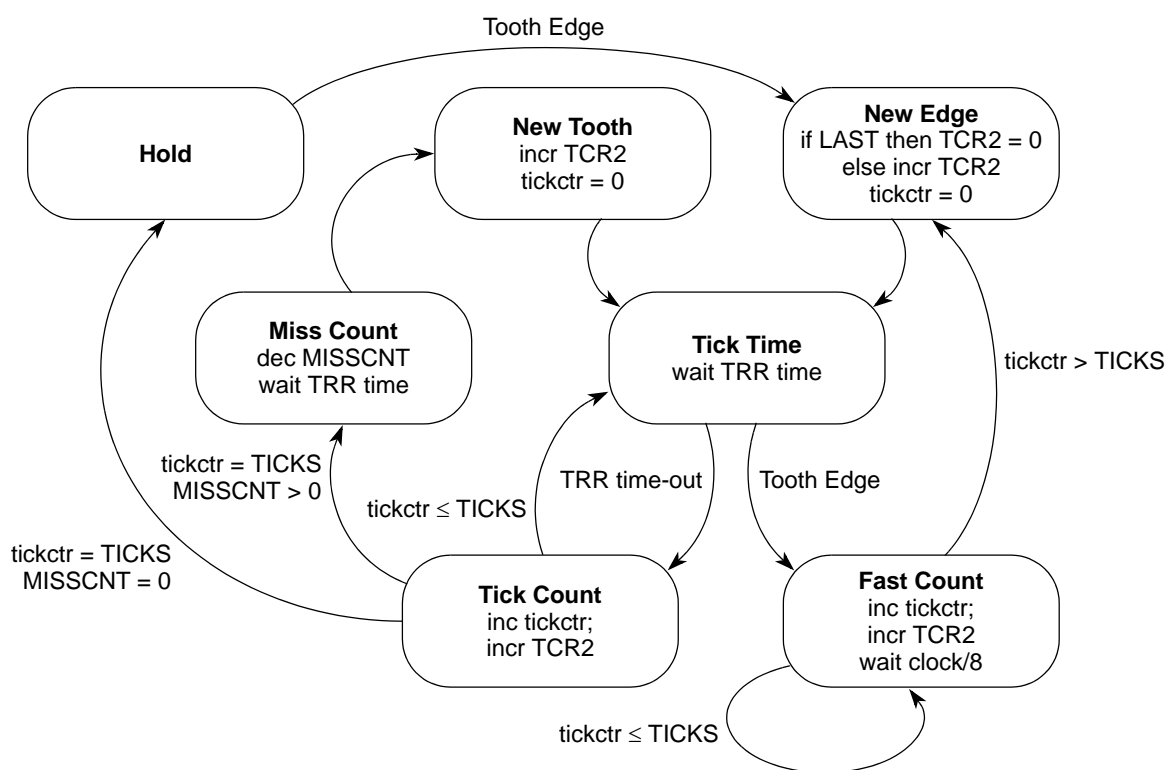 Tooth Edge
Hold
New Tooth
incr TCR2
tickctr = 0
New Edge
if LAST then TCR2 = 0
else incr TCR2
tickctr = 0
Miss Count
dec MISSCNT
wait TRR time
Tick Time
wait TRR time
tickctr > TICKS
tickctr = TICKS
MISSCNT > 0
tickctr ≤ TICKS
TRR time-out
Tooth Edge
tickctr = TICKS
MISSCNT = 0
Tick Count
inc tickctr;
incr TCR2
Fast Count
inc tickctr;
incr TCR2
wait clock/8
tickctr ≤ TICKS